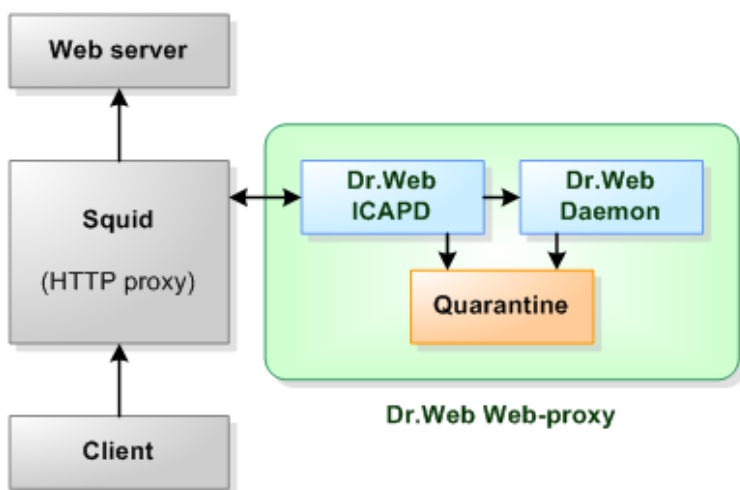 Web server
Squid
(HTTP proxy)
Client
Dr.Web
ICAPD
Dr.Web
Daemon
Quarantine
Dr.Web Web-proxy